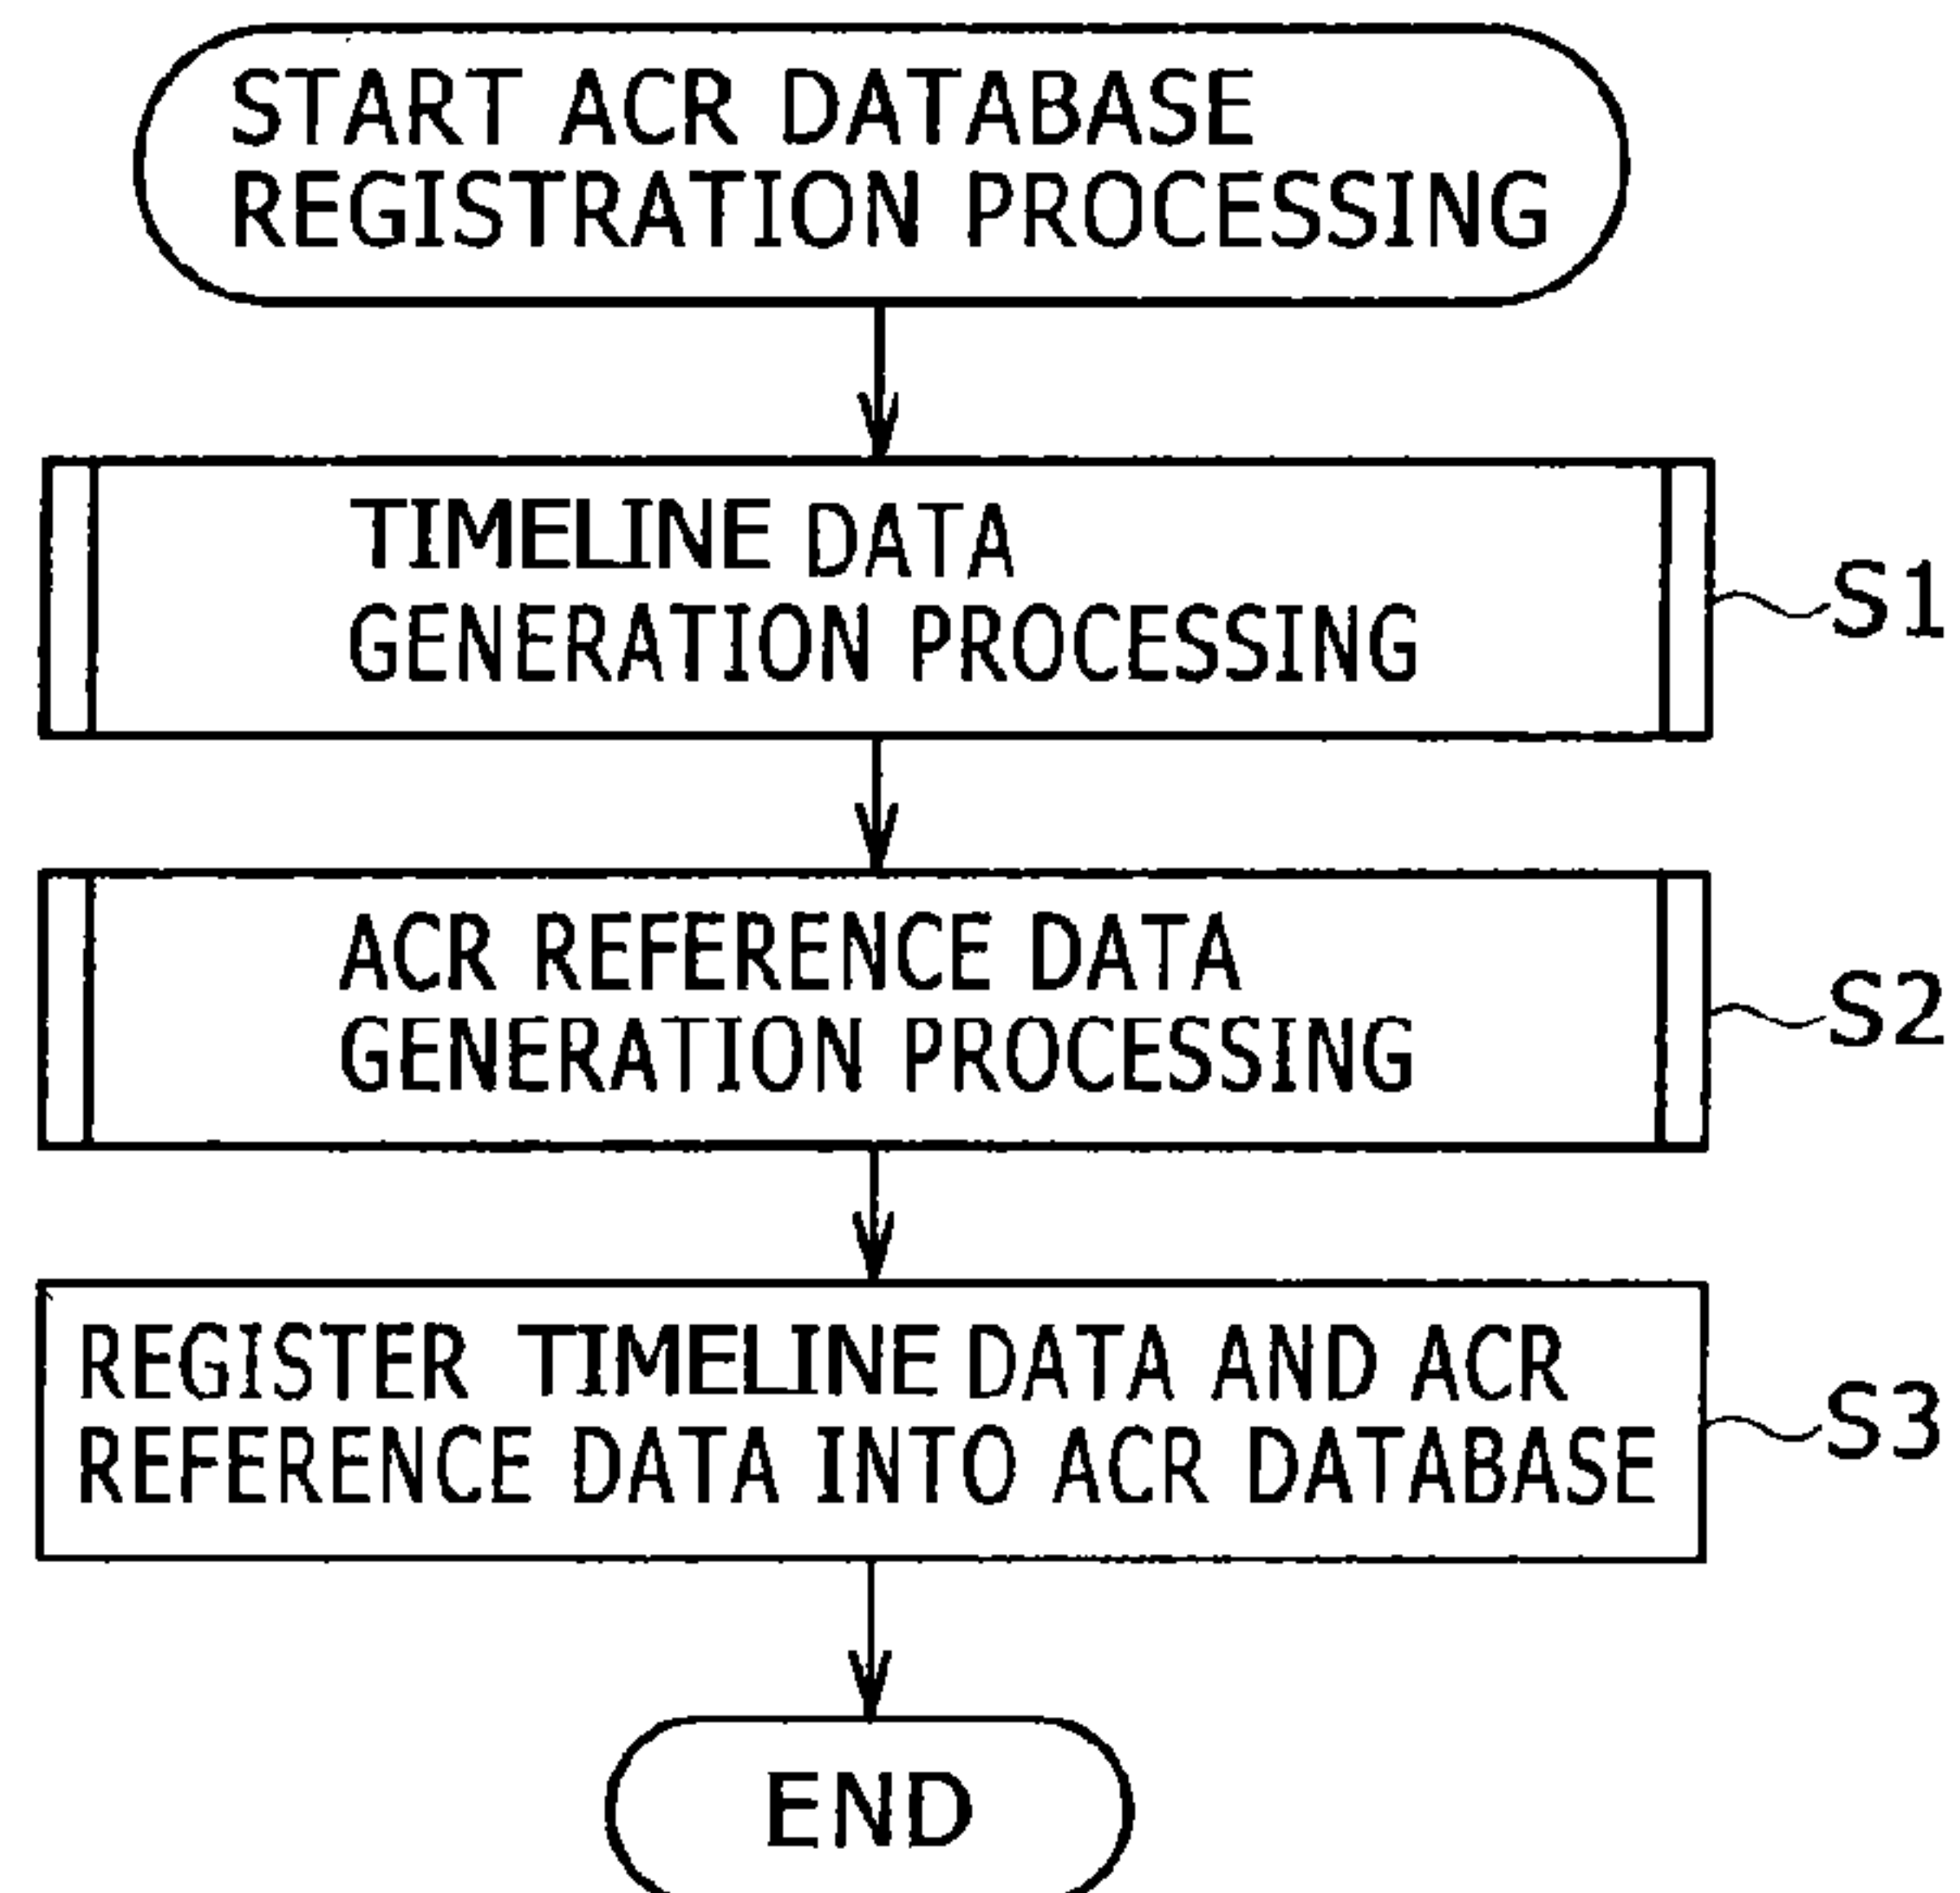 START ACR DATABASE
REGISTRATION PROCESSING
TIMELINE DATA
GENERATION PROCESSING
S1
ACR REFERENCE DATA
GENERATION PROCESSING
S2
REGISTER TIMELINE DATA AND ACR
REFERENCE DATA INTO ACR DATABASE
S3
END